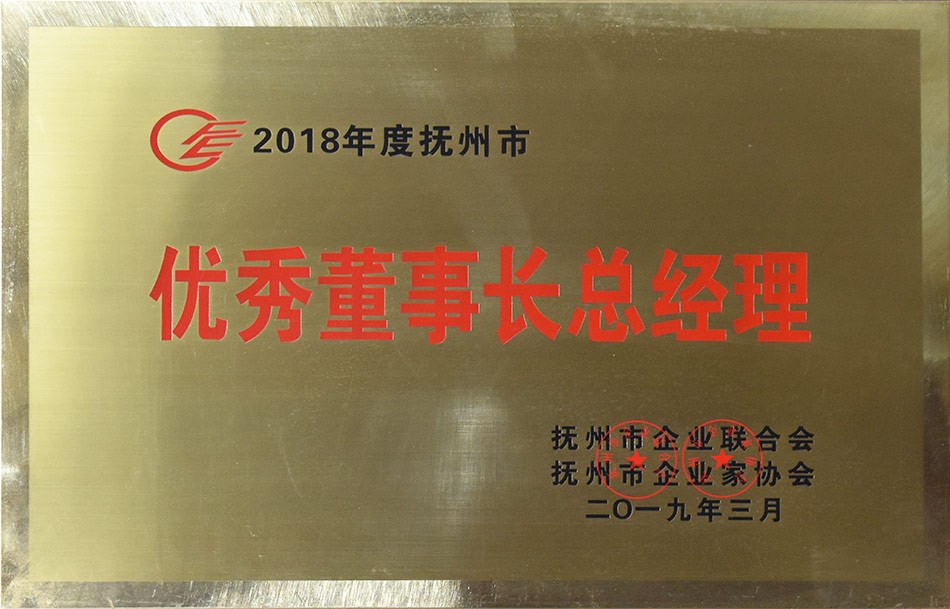 2018年度抚州市
优秀董事长总经理
抚州市企业联合会
抚州市企业家协会
二〇一九年三月